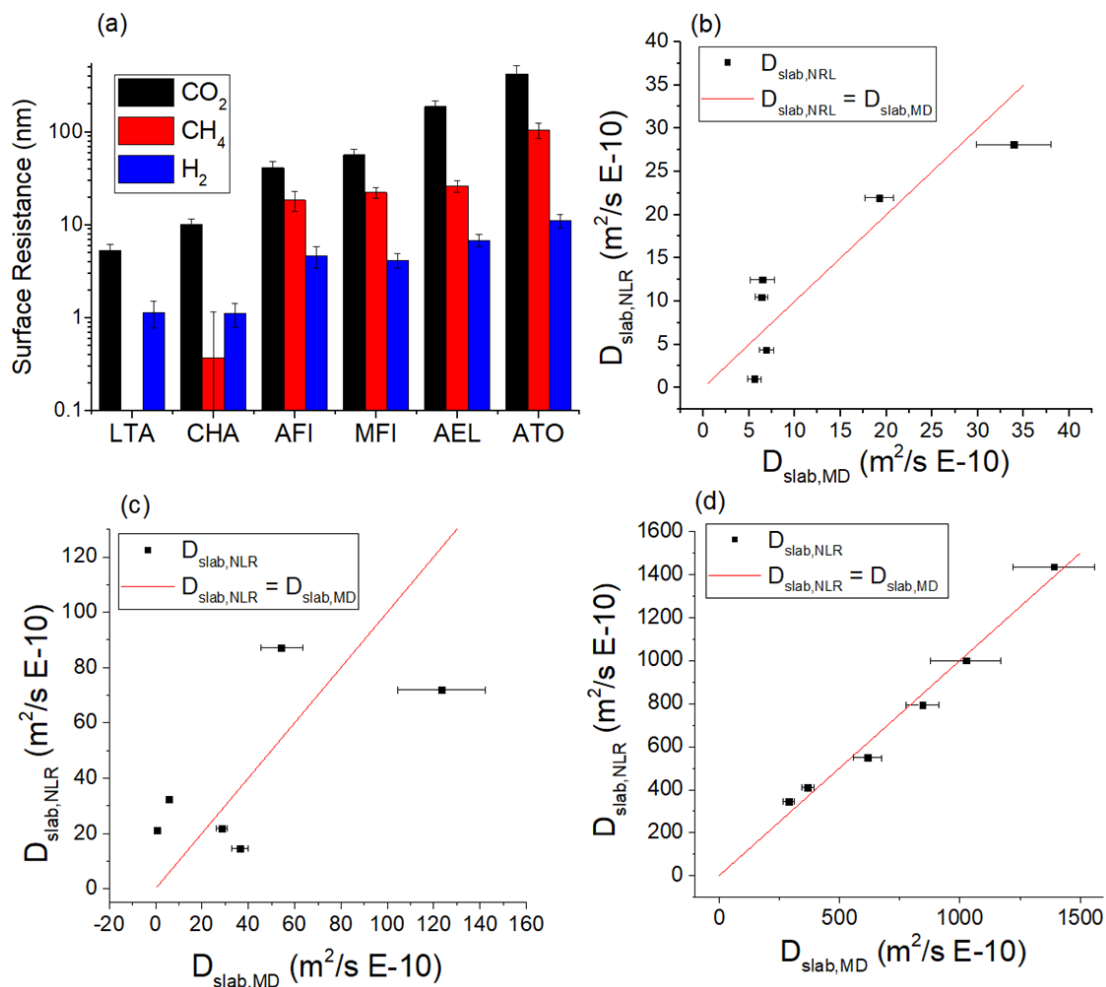 (a)
CO2
CH4
H2
Surface Resistance (nm)
100
10
1
0.1
LTA CHA AFI MFI AEL ATO
(b)
Dslab,NRL
Dslab,NRL = Dslab,MD
Dslab,NLR (m2/s E-10)
40
35
30
25
20
15
10
5
0
0 5 10 15 20 25 30 35 40
Dslab,MD (m2/s E-10)
(c)
Dslab,NLR
Dslab,NLR = Dslab,MD
Dslab,NLR (m2/s E-10)
120
100
80
60
40
20
0
-20 0 20 40 60 80 100 120 140 160
Dslab,MD (m2/s E-10)
(d)
Dslab,NLR
Dslab,NLR = Dslab,MD
Dslab,NLR (m2/s E-10)
1600
1400
1200
1000
800
600
400
200
0
0 500 1000 1500
Dslab,MD (m2/s E-10)